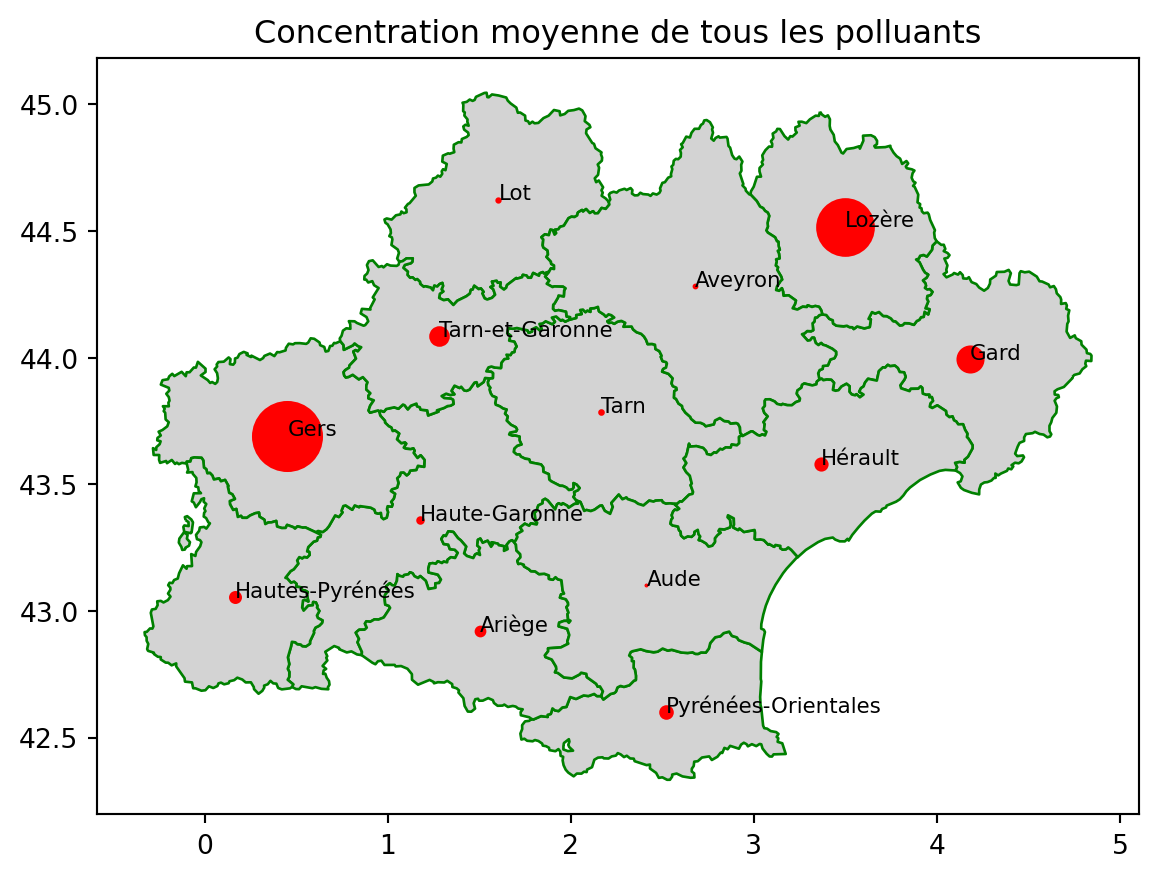 Concentration moyenne de tous les polluants
45.0
44.5
44.0
43.5
43.0
42.5
Lot
Lozère
Aveyron
Tarn-et-Garonne
Gard
Tarn
Gers
Hérault
Haute-Garonne
Aude
Hautes-Pyrénées
Ariège
Pyrénées-Orientales
0 1 2 3 4 5